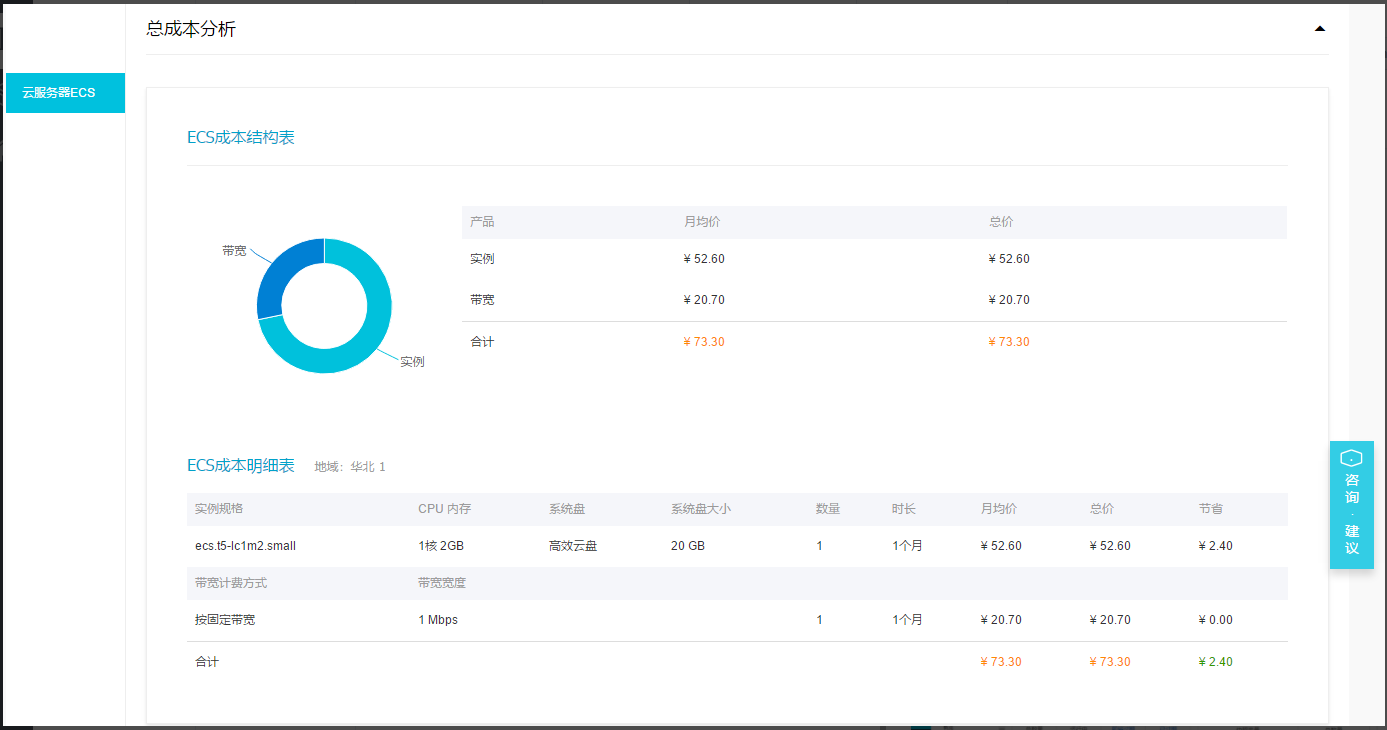 总成本分析
云服务器ECS
ECS成本结构表
带宽
实例
产品 月均价 总价
实例 ¥ 52.60 ¥ 52.60
带宽 ¥ 20.70 ¥ 20.70
合计 ¥ 73.30 ¥ 73.30
ECS成本明细表 地域：华北 1
实例规格 CPU 内存 系统盘 系统盘大小 数量 时长 月均价 总价 节省
ecs.t5-lc1m2.small 1核 2GB 高效云盘 20 GB 1 1个月 ¥ 52.60 ¥ 52.60 ¥ 2.40
带宽计费方式 带宽宽度
按固定带宽 1 Mbps 1 1个月 ¥ 20.70 ¥ 20.70 ¥ 0.00
合计 ¥ 73.30 ¥ 73.30 ¥ 2.40
咨询·建议